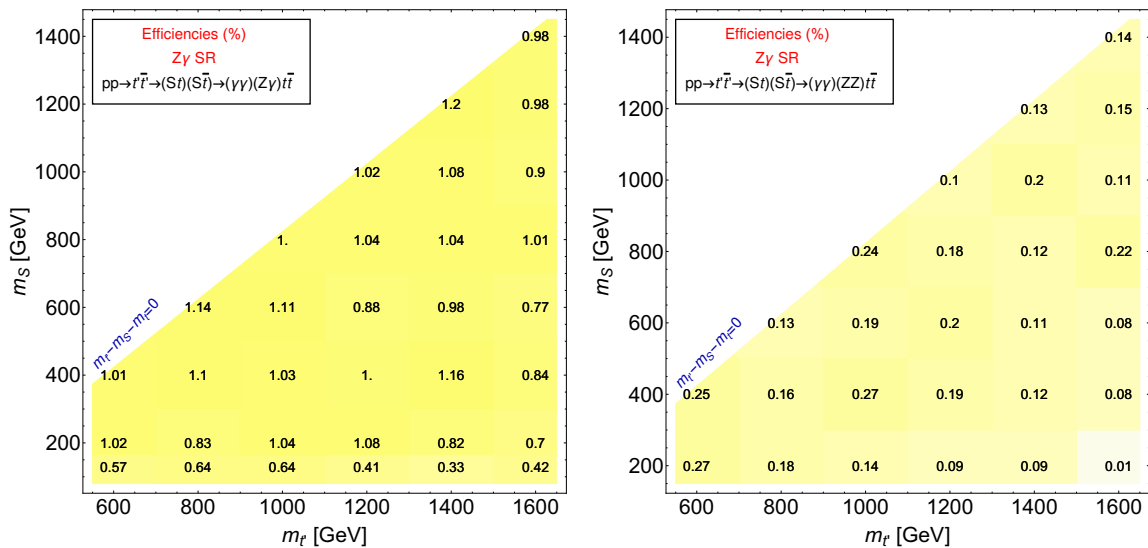 Efficiencies (%)
Zγ SR
pp→t't̅'→(St)(St̅)→(γγ)(Zγ)tt̅
1400
1200
1000
800
600
400
200
mS [GeV]
0.98
1.2 0.98
1.02 1.08 0.9
1. 1.04 1.04 1.01
1.14 1.11 0.88 0.98 0.77
mt'−mS−mt=0
1.01 1.1 1.03 1. 1.16 0.84
1.02 0.83 1.04 1.08 0.82 0.7
0.57 0.64 0.64 0.41 0.33 0.42
600 800 1000 1200 1400 1600
mt' [GeV]
Efficiencies (%)
Zγ SR
pp→t't̅'→(St)(St̅)→(γγ)(ZZ)tt̅
1400
1200
1000
800
600
400
200
mS [GeV]
0.14
0.13 0.15
0.1 0.2 0.11
0.24 0.18 0.12 0.22
0.13 0.19 0.2 0.11 0.08
mt'−mS−mt=0
0.25 0.16 0.27 0.19 0.12 0.08
0.27 0.18 0.14 0.09 0.09 0.01
600 800 1000 1200 1400 1600
mt' [GeV]